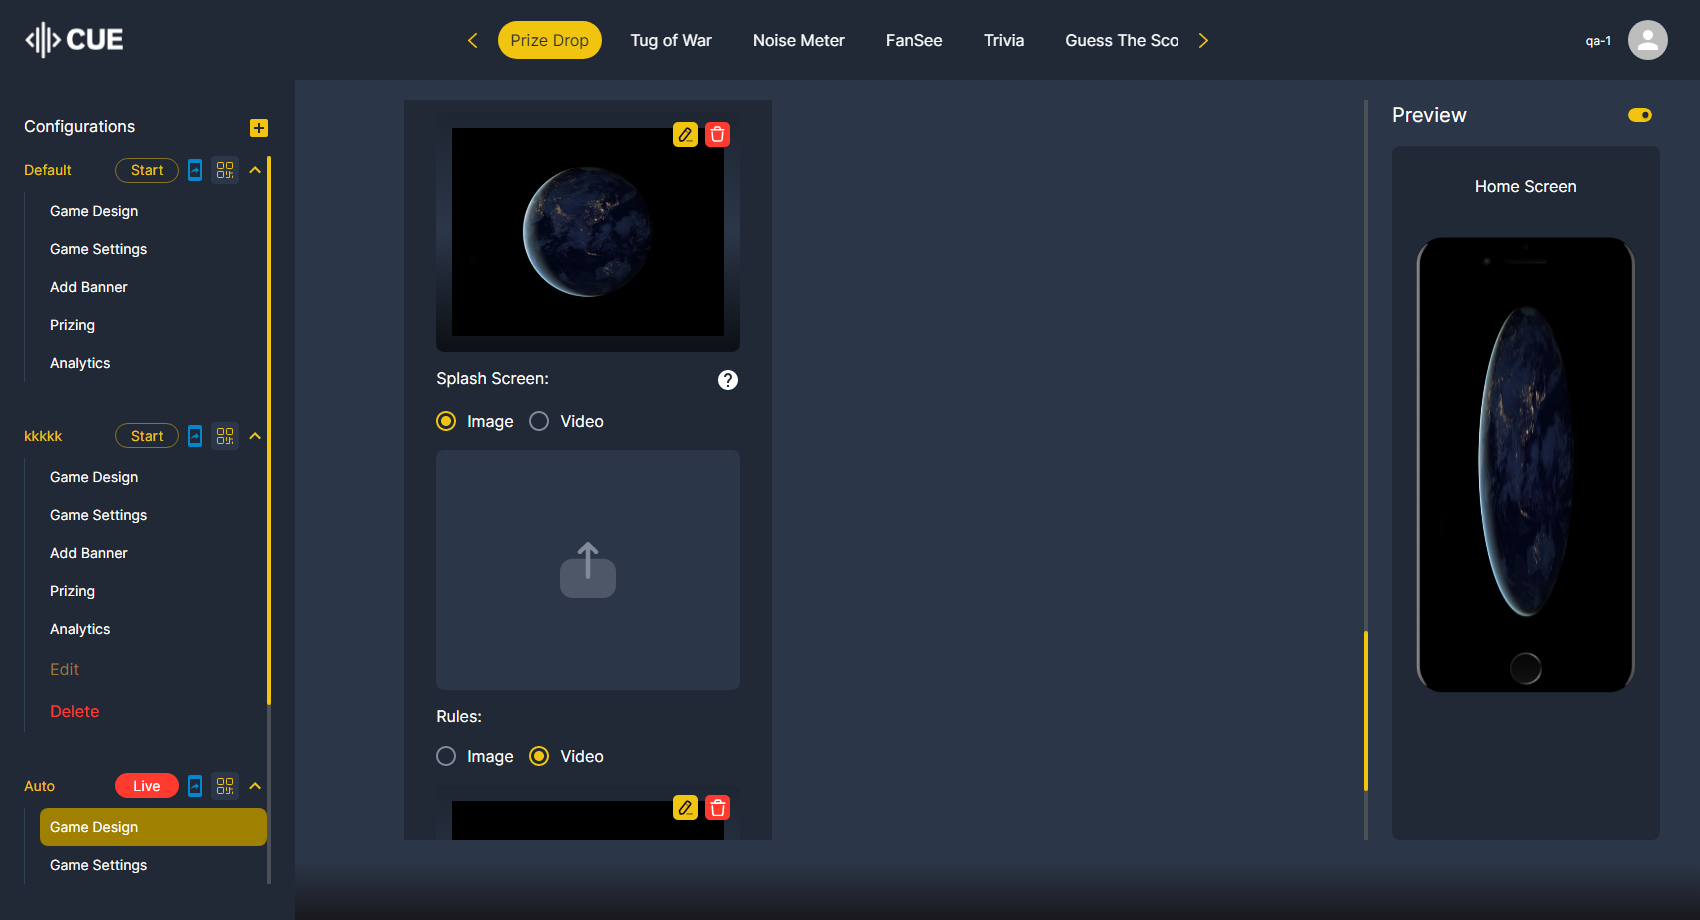 CUE
Prize Drop
Tug of War
Noise Meter
FanSee
Trivia
Guess The Sco
qa-1
Configurations
Default
Start
Game Design
Game Settings
Add Banner
Prizing
Analytics
kkkkk
Start
Game Design
Game Settings
Add Banner
Prizing
Analytics
Edit
Delete
Auto
Live
Game Design
Game Settings
Splash Screen:
?
Image
Video
Rules:
Image
Video
Preview
Home Screen